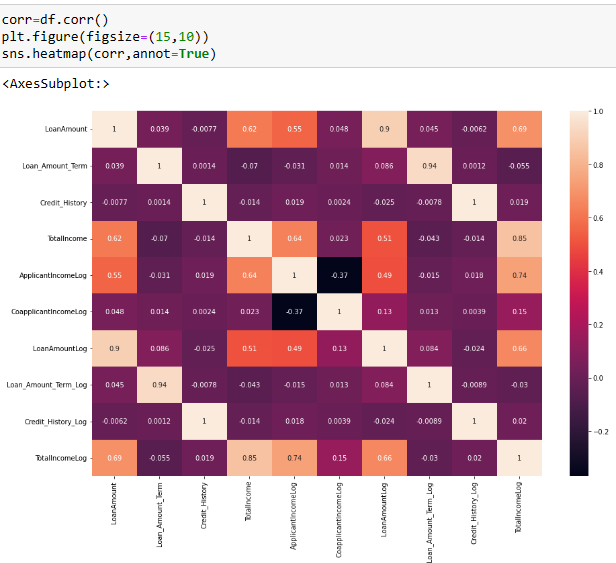 corr=df.corr()
plt.figure(figsize=(15,10))
sns.heatmap(corr,annot=True)
<AxesSubplot:>
LoanAmount 1 0.039 -0.0077 0.62 0.55 0.048 0.9 0.045 -0.0062 0.69
Loan_Amount_Term 0.039 1 0.0014 -0.07 -0.031 0.014 0.086 0.94 0.0012 -0.055
Credit_History -0.0077 0.0014 1 -0.014 0.019 0.0024 -0.025 -0.0078 1 0.019
TotalIncome 0.62 -0.07 -0.014 1 0.64 0.023 0.51 -0.043 -0.014 0.85
ApplicantIncomeLog 0.55 -0.031 0.019 0.64 1 -0.37 0.49 -0.015 0.018 0.74
CoapplicantIncomeLog 0.048 0.014 0.0024 0.023 -0.37 1 0.13 0.013 0.0039 0.15
LoanAmountLog 0.9 0.086 -0.025 0.51 0.49 0.13 1 0.084 -0.024 0.66
Loan_Amount_Term_Log 0.045 0.94 -0.0078 -0.043 -0.015 0.013 0.084 1 -0.0089 -0.03
Credit_History_Log -0.0062 0.0012 1 -0.014 0.018 0.0039 -0.024 -0.0089 1 0.02
TotalIncomeLog 0.69 -0.055 0.019 0.85 0.74 0.15 0.66 -0.03 0.02 1
LoanAmount
Loan_Amount_Term
Credit_History
TotalIncome
ApplicantIncomeLog
CoapplicantIncomeLog
LoanAmountLog
Loan_Amount_Term_Log
Credit_History_Log
TotalIncomeLog
1.0
0.8
0.6
0.4
0.2
0.0
-0.2